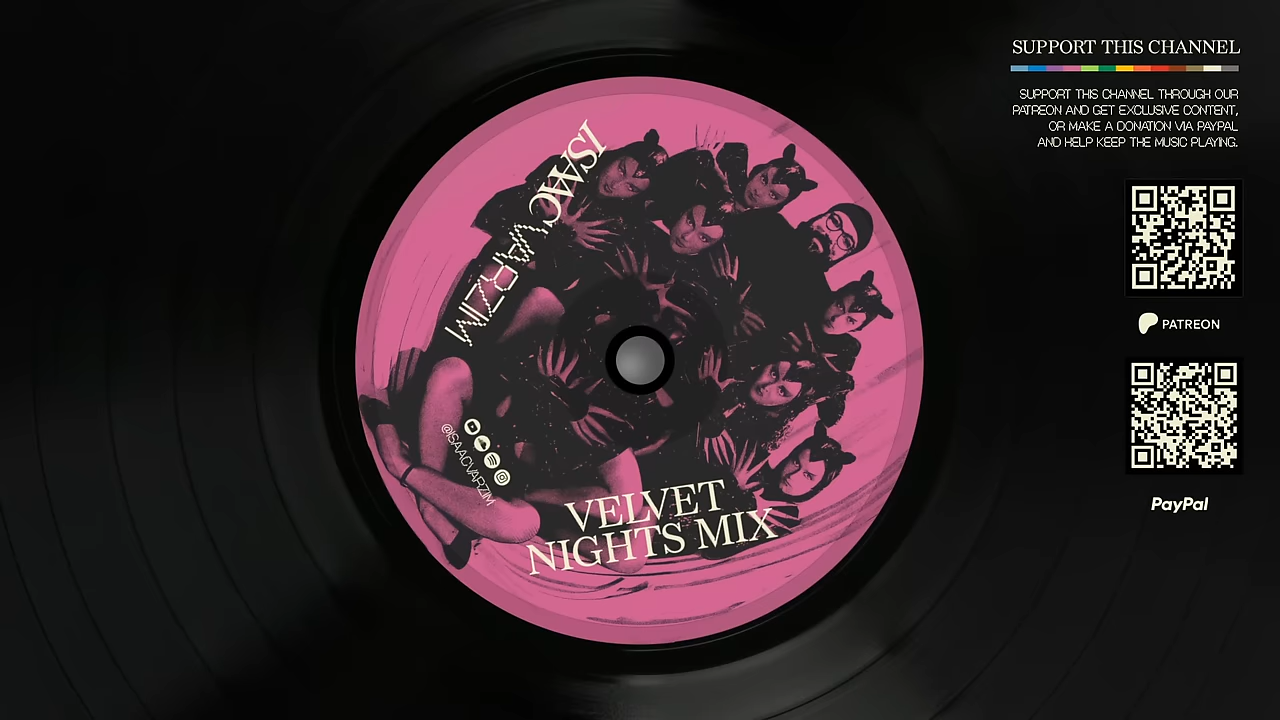 ISAAC
VARZIM
@ISAACVARZIM
VELVET
NIGHTS MIX
SUPPORT THIS CHANNEL
SUPPORT THIS CHANNEL THROUGH OUR
PATREON AND GET EXCLUSIVE CONTENT,
OR MAKE A DONATION VIA PAYPAL
AND HELP KEEP THE MUSIC PLAYING.
PATREON
PayPal